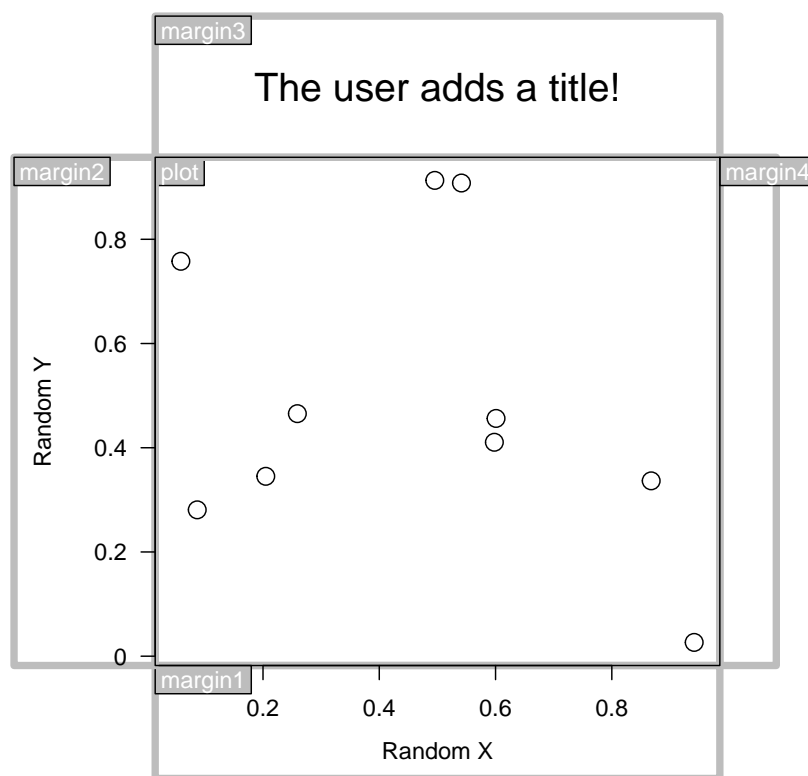 margin3
The user adds a title!
margin2
plot
margin4
0.8
0.6
0.4
0.2
0
Random Y
margin1
0.2
0.4
0.6
0.8
Random X